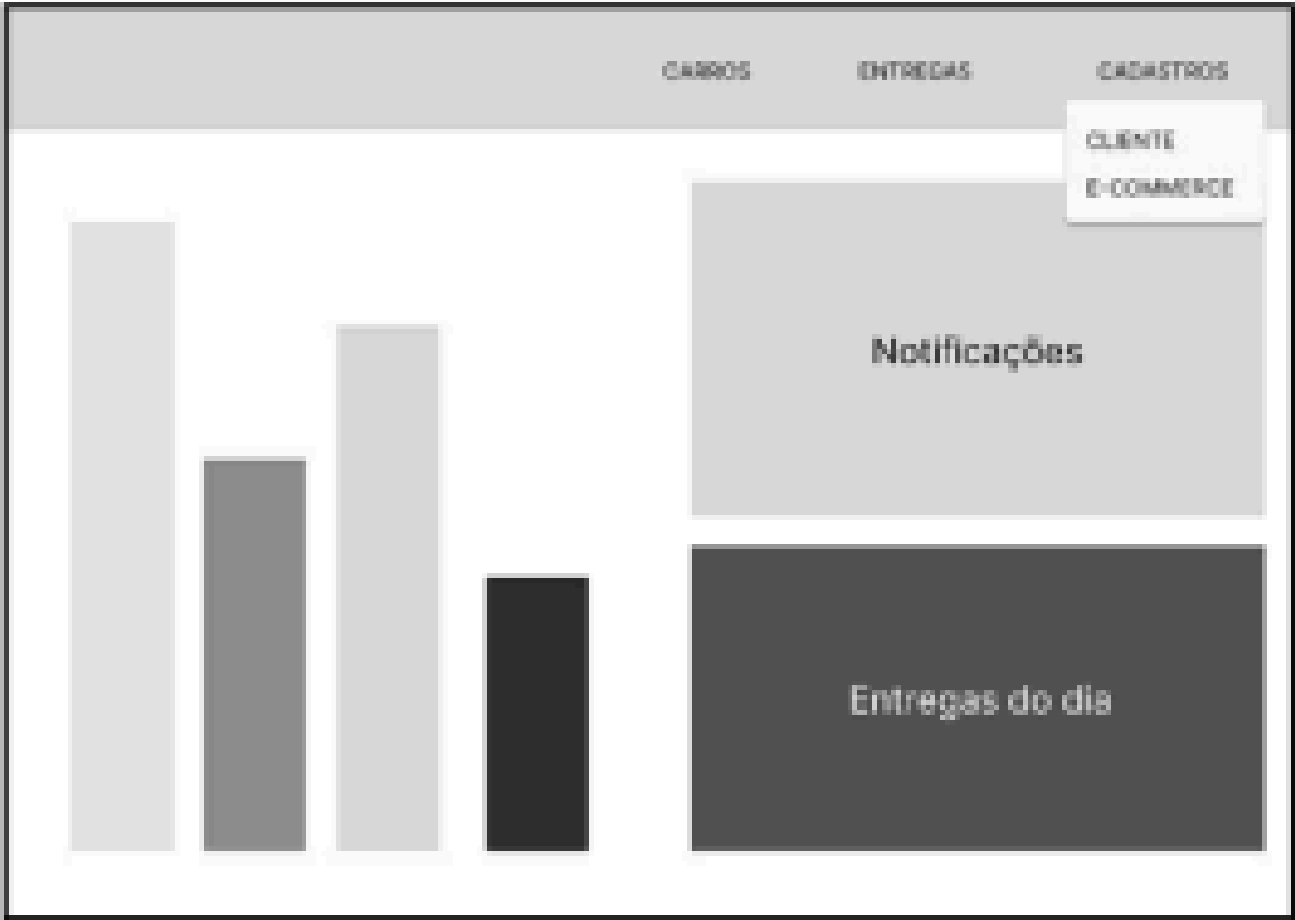 CARROS ENTREGAS CADASTROS
CLIENTE
E-COMMERCE
Notificações
Entregas do dia